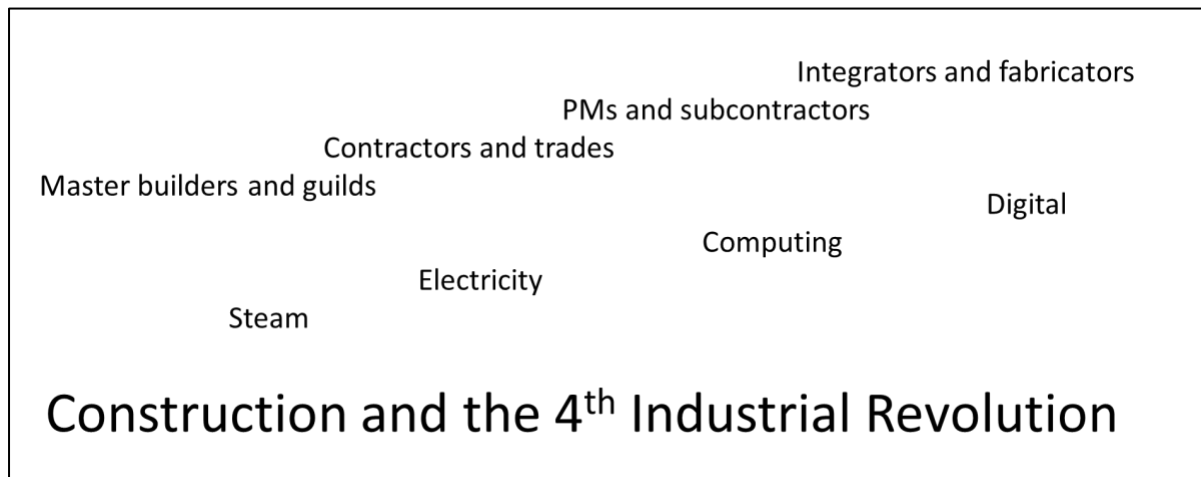 Integrators and fabricators
PMs and subcontractors
Contractors and trades
Master builders and guilds
Digital
Computing
Electricity
Steam
Construction and the 4th Industrial Revolution